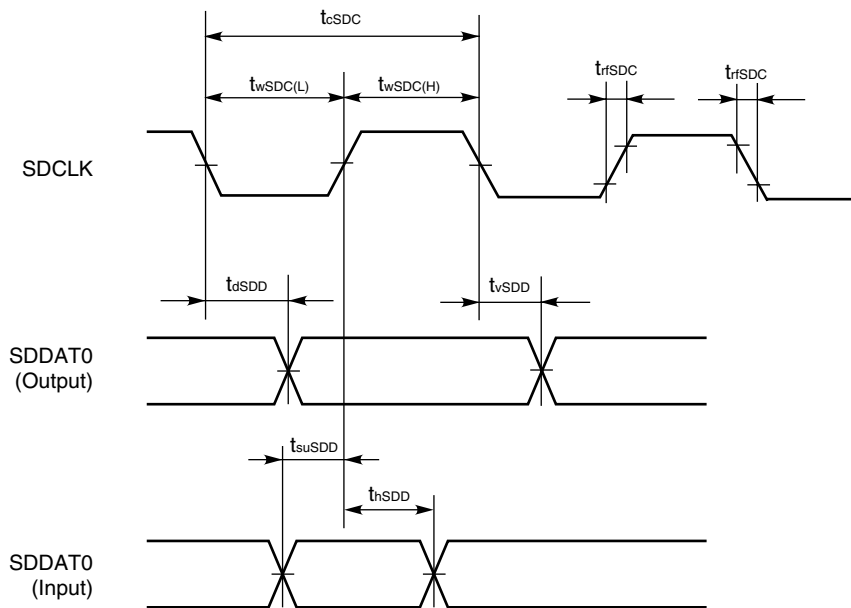 tcSDC
twSDC(L) twSDC(H) trfSDC trfSDC
SDCLK
tdSDD tvSDD
SDDAT0
(Output)
tsuSDD
thSDD
SDDAT0
(Input)